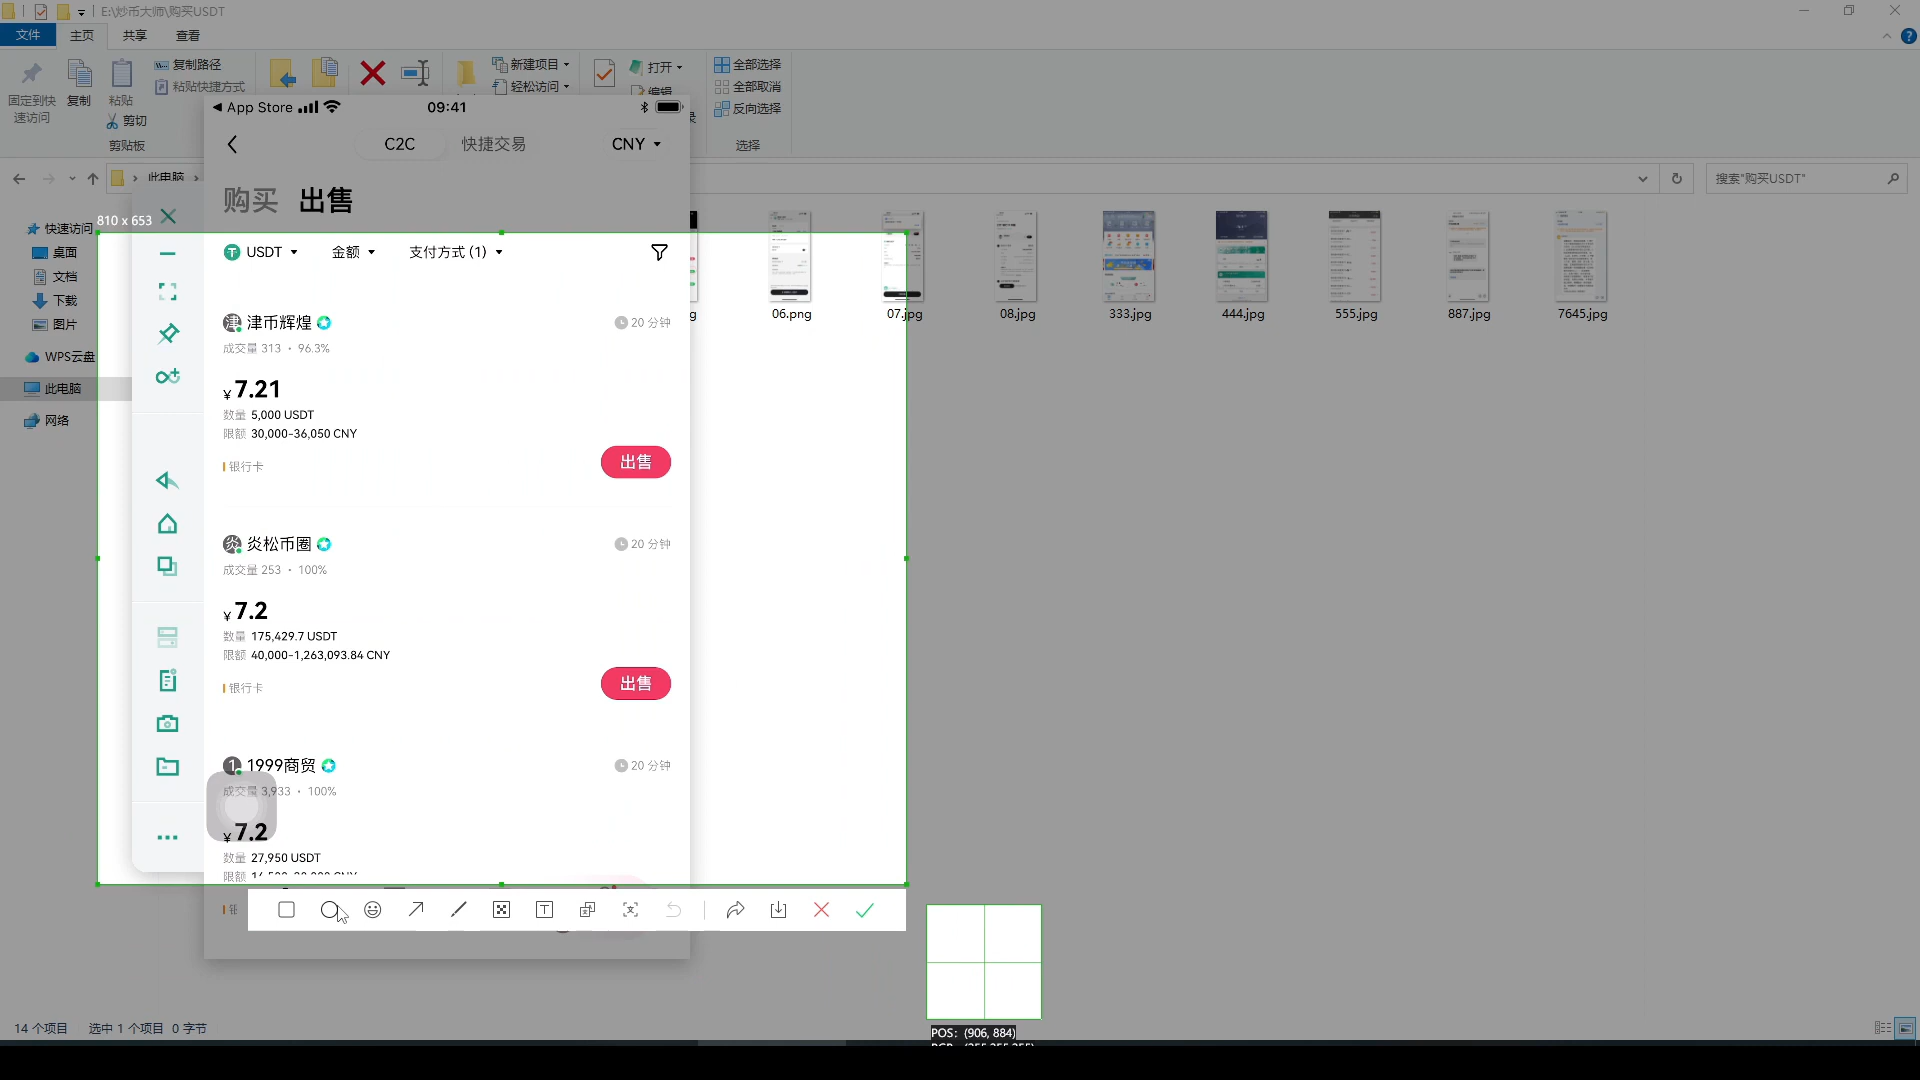 E:\炒币大师\购买USDT
文件 主页 共享 查看
固定到快速访问
复制
粘贴
复制路径
粘贴快捷方式
剪切
剪贴板
新建项目
轻松访问
打开
编辑
全部选择
全部取消
反向选择
选择
此电脑
搜索"购买USDT"
快速访问
桌面
文档
下载
图片
WPS云盘
此电脑
网络
810 x 653
App Store 09:41
C2C 快捷交易 CNY
购买 出售
USDT 金额 支付方式 (1)
津 津币辉煌 20 分钟
成交量 313 · 96.3%
¥ 7.21
数量 5,000 USDT
限额 30,000-36,050 CNY
银行卡 出售
炎 炎松币圈 20 分钟
成交量 253 · 100%
¥ 7.2
数量 175,429.7 USDT
限额 40,000-1,263,093.84 CNY
银行卡 出售
1 1999商贸 20 分钟
成交量 3,933 · 100%
¥ 7.2
数量 27,950 USDT
限额
06.png 07.jpg 08.jpg 333.jpg 444.jpg 555.jpg 887.jpg 7645.jpg
POS: (906, 884)
14 个项目 选中 1 个项目 0 字节